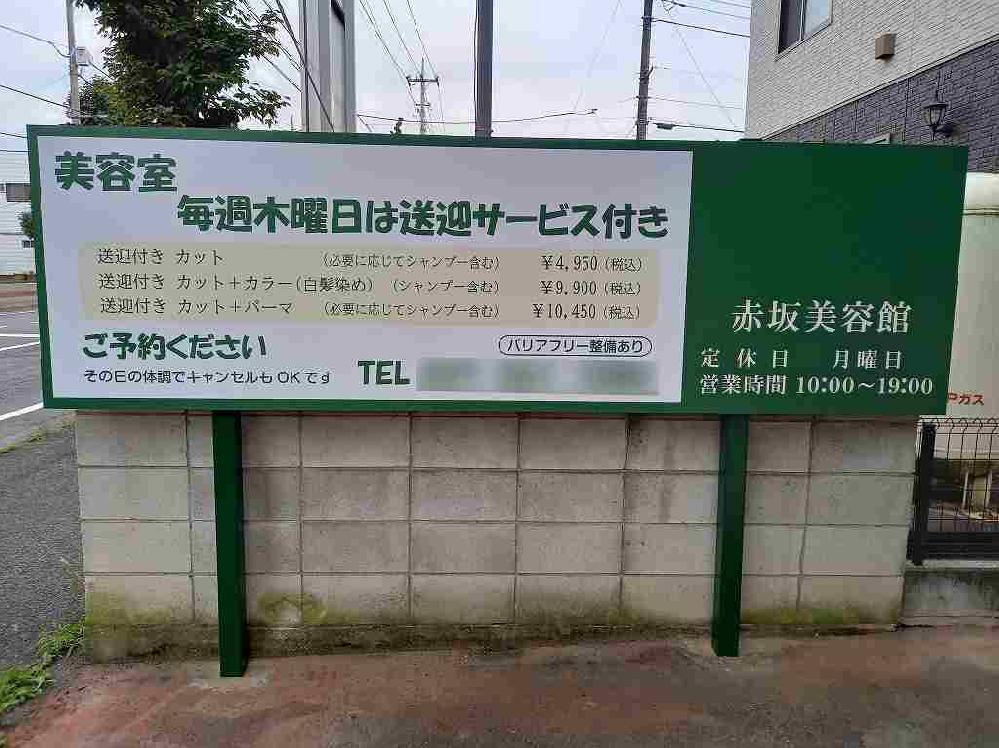 美容室
毎週木曜日は送迎サービス付き
送迎付き カット （必要に応じてシャンプー含む） ￥4,950（税込）
送迎付き カット＋カラー（白髪染め） （シャンプー含む） ￥9,900（税込）
送迎付き カット＋パーマ （必要に応じてシャンプー含む） ￥10,450（税込）
ご予約ください
バリアフリー整備あり
その日の体調でキャンセルもOKです
TEL
赤坂美容館
定休日 月曜日
営業時間 10:00～19:00
Pガス